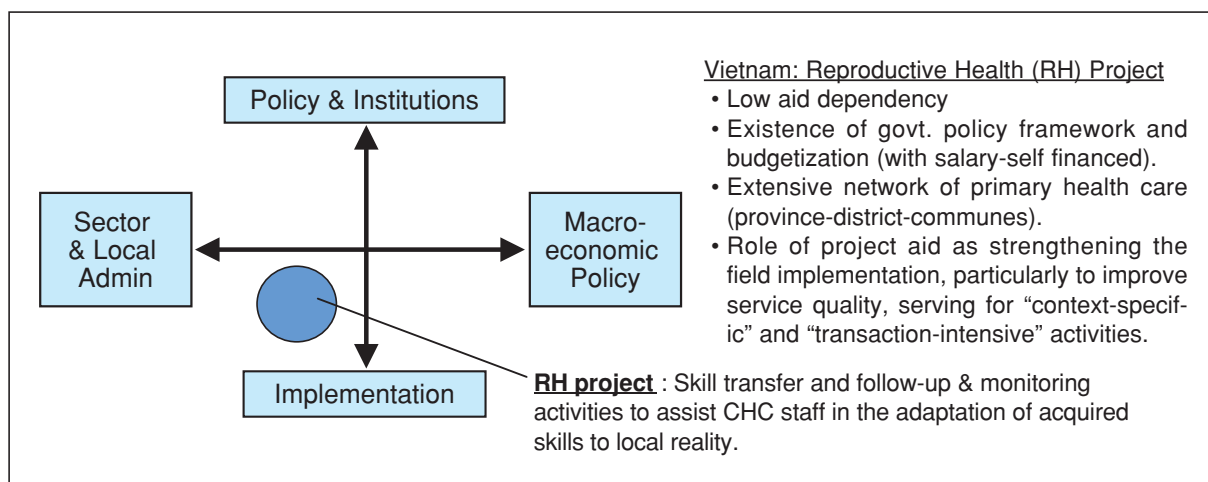 Policy & Institutions
Sector
& Local
Admin
Macro-
economic
Policy
Implementation
Vietnam: Reproductive Health (RH) Project
• Low aid dependency
• Existence of govt. policy framework and
budgetization (with salary-self financed).
• Extensive network of primary health care
(province-district-communes).
• Role of project aid as strengthening the
field implementation, particularly to improve
service quality, serving for “context-specif-
ic” and “transaction-intensive” activities.
RH project : Skill transfer and follow-up & monitoring
activities to assist CHC staff in the adaptation of acquired
skills to local reality.